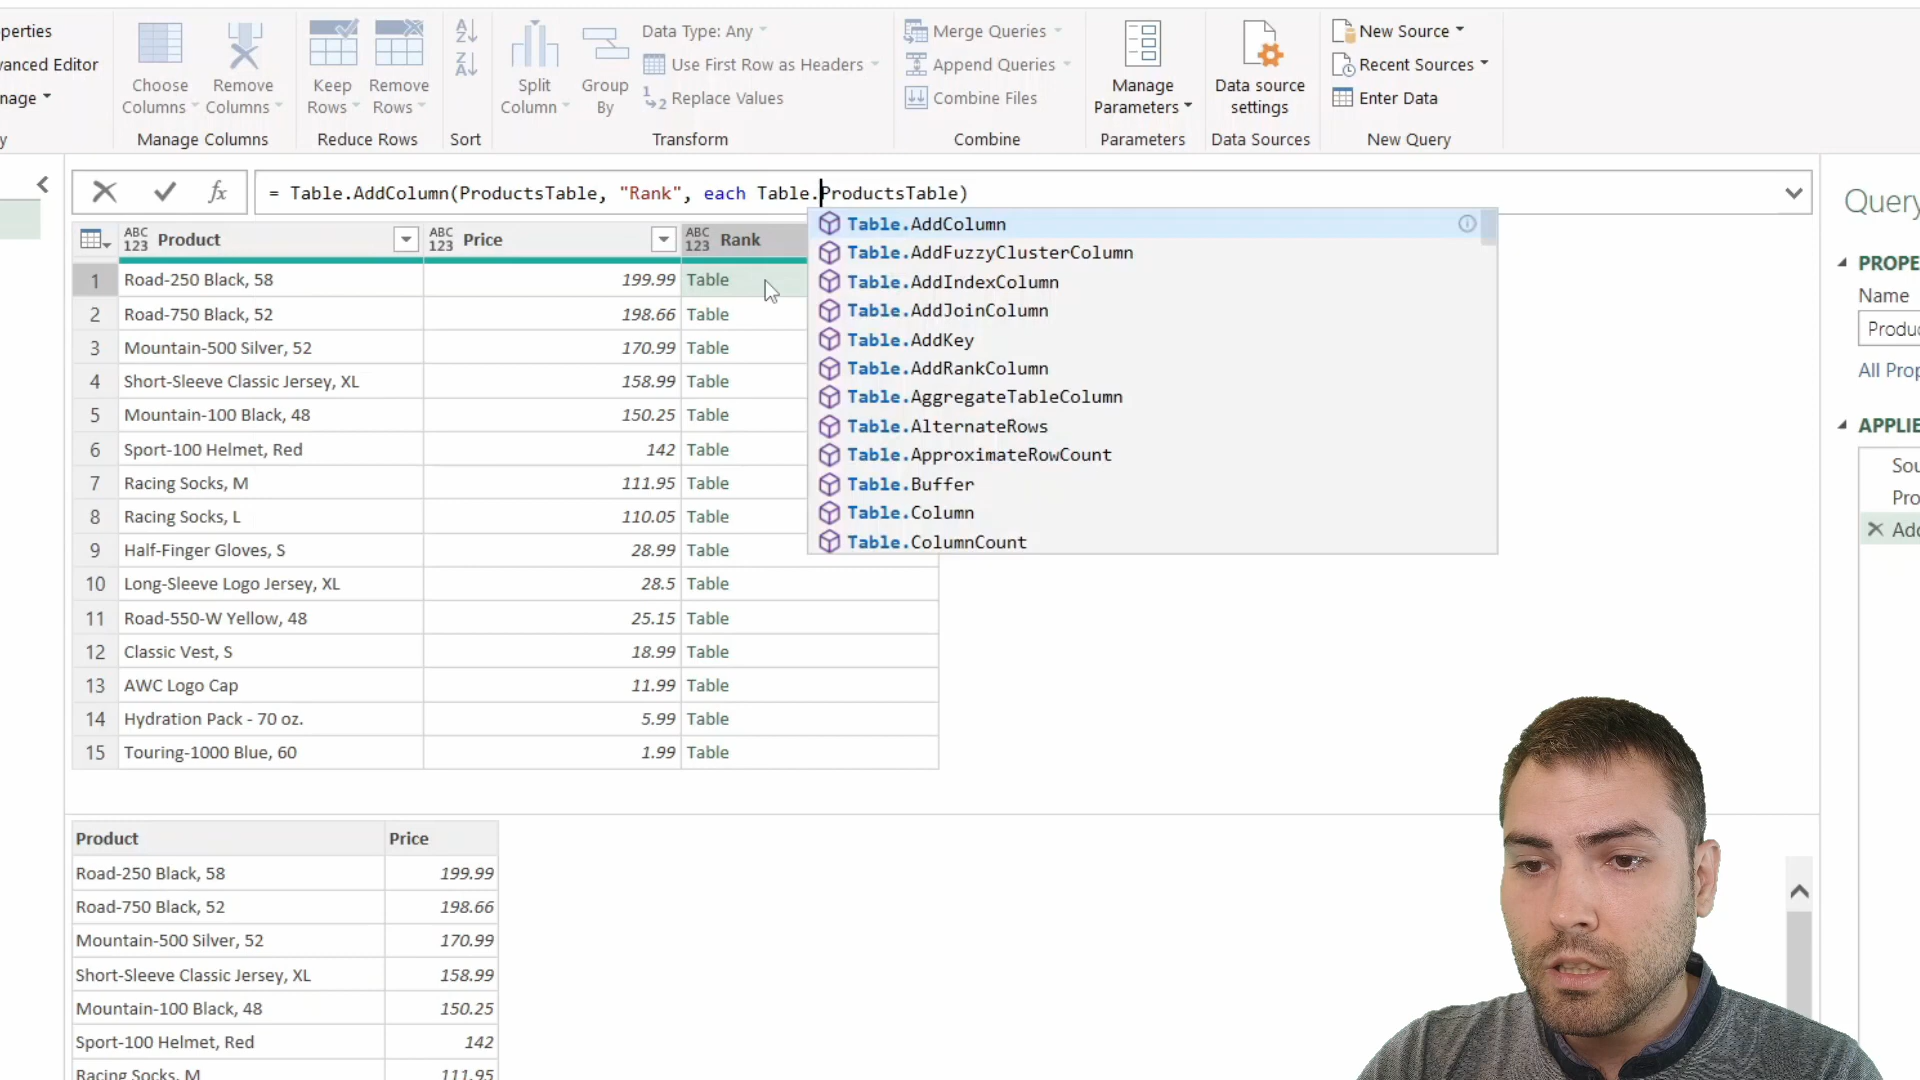 perties
vanced Editor
nage
y
Choose
Columns
Remove
Columns
Manage Columns
Keep
Rows
Remove
Rows
Reduce Rows
Sort
Split
Column
Group
By
Data Type: Any
Use First Row as Headers
Replace Values
Transform
Merge Queries
Append Queries
Combine Files
Combine
Manage
Parameters
Parameters
Data source
settings
Data Sources
New Source
Recent Sources
Enter Data
New Query
fx
= Table.AddColumn(ProductsTable, "Rank", each Table.ProductsTable)
ABC
123 Product
ABC
123 Price
ABC
123 Rank
1 Road-250 Black, 58 199.99 Table
2 Road-750 Black, 52 198.66 Table
3 Mountain-500 Silver, 52 170.99 Table
4 Short-Sleeve Classic Jersey, XL 158.99 Table
5 Mountain-100 Black, 48 150.25 Table
6 Sport-100 Helmet, Red 142 Table
7 Racing Socks, M 111.95 Table
8 Racing Socks, L 110.05 Table
9 Half-Finger Gloves, S 28.99 Table
10 Long-Sleeve Logo Jersey, XL 28.5 Table
11 Road-550-W Yellow, 48 25.15 Table
12 Classic Vest, S 18.99 Table
13 AWC Logo Cap 11.99 Table
14 Hydration Pack - 70 oz. 5.99 Table
15 Touring-1000 Blue, 60 1.99 Table
Table.AddColumn
Table.AddFuzzyClusterColumn
Table.AddIndexColumn
Table.AddJoinColumn
Table.AddKey
Table.AddRankColumn
Table.AggregateTableColumn
Table.AlternateRows
Table.ApproximateRowCount
Table.Buffer
Table.Column
Table.ColumnCount
Product Price
Road-250 Black, 58 199.99
Road-750 Black, 52 198.66
Mountain-500 Silver, 52 170.99
Short-Sleeve Classic Jersey, XL 158.99
Mountain-100 Black, 48 150.25
Sport-100 Helmet, Red 142
Racing Socks, M 111.95
Query
PROPE
Name
Produc
All Prop
APPLIE
Sou
Pro
Add